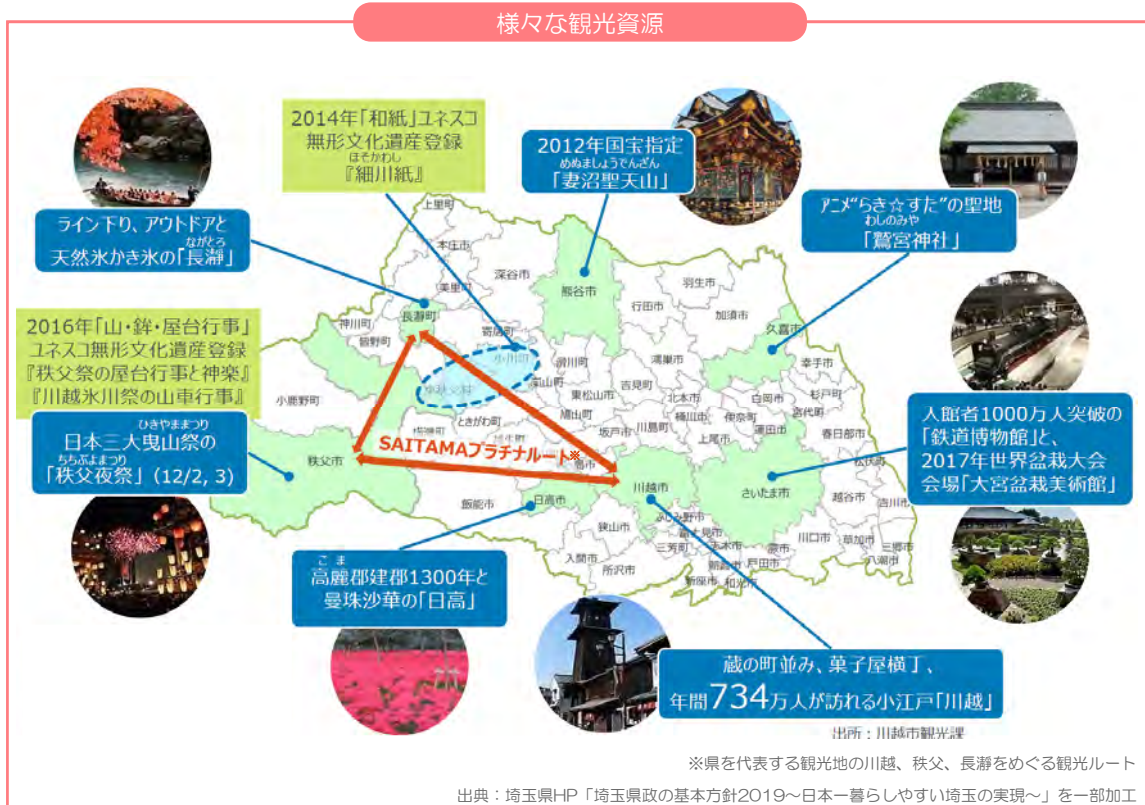 様々な観光資源
2014年「和紙」ユネスコ
無形文化遺産登録
ほそかわし
『細川紙』
2012年国宝指定
めぬましょうでんざん
「妻沼聖天山」
ライン下り、アウトドアと
ながとろ
天然氷かき氷の「長瀞」
アニメ"らき☆すた"の聖地
わしのみや
「鷲宮神社」
2016年「山・鉾・屋台行事」
ユネスコ無形文化遺産登録
『秩父祭の屋台行事と神楽』
『川越氷川祭の山車行事』
ひきやままつり
日本三大曳山祭の
ちちぶよまつり
「秩父夜祭」(12/2, 3)
入館者1000万人突破の
「鉄道博物館」と、
2017年世界盆栽大会
会場「大宮盆栽美術館」
こま
高麗郡建郡1300年と
曼珠沙華の「日高」
蔵の町並み、菓子屋横丁、
年間734万人が訪れる小江戸「川越」
出所：川越市観光課
SAITAMAプラチナルート※
上里町
本庄市
美里町
深谷市
熊谷市
行田市
羽生市
加須市
久喜市
神川町
長瀞町
皆野町
寄居町
小川町
滑川町
嵐山町
東秩父村
ときがわ町
小鹿野町
秩父市
東松山市
吉見町
鴻巣市
北本市
桶川市
伊奈町
白岡市
蓮田市
宮代町
杉戸町
幸手市
春日部市
松伏町
鳩山町
坂戸市
川島町
上尾市
川越市
さいたま市
日高市
飯能市
狭山市
入間市
所沢市
ふじみ野市
富士見市
三芳町
志木市
朝霞市
新座市
和光市
戸田市
蕨市
川口市
越谷市
草加市
吉川市
三郷市
八潮市
※県を代表する観光地の川越、秩父、長瀞をめぐる観光ルート
出典：埼玉県HP「埼玉県政の基本方針2019～日本一暮らしやすい埼玉の実現～」を一部加工